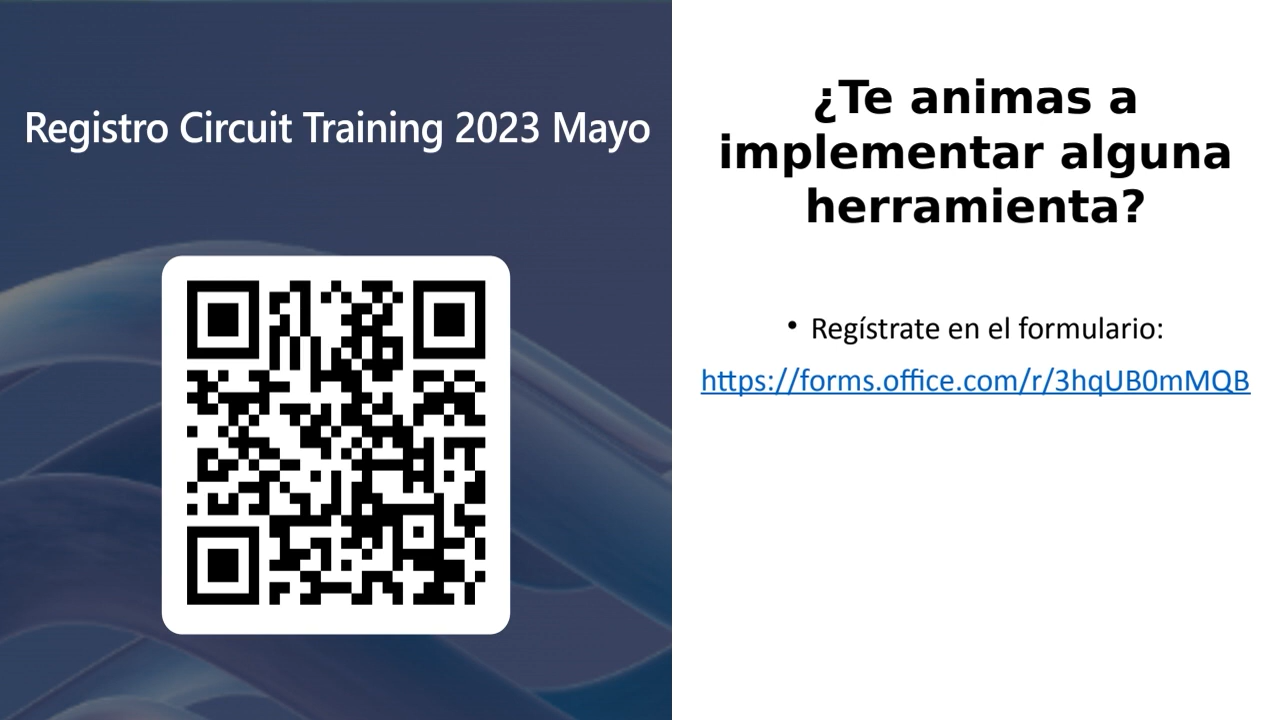 Registro Circuit Training 2023 Mayo
¿Te animas a
implementar alguna
herramienta?
• Regístrate en el formulario:
https://forms.office.com/r/3hqUB0mMQB